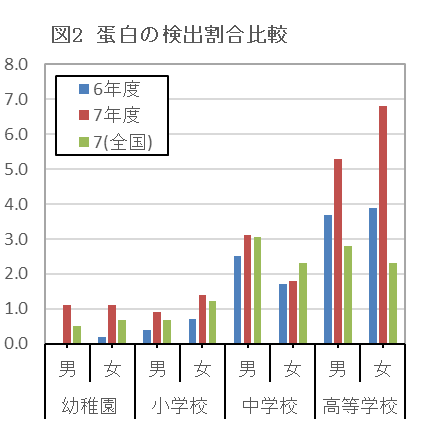 図2 蛋白の検出割合比較
8.0
7.0
6.0
5.0
4.0
3.0
2.0
1.0
0.0
6年度
7年度
7(全国)
男 女 男 女 男 女 男 女
幼稚園 小学校 中学校 高等学校